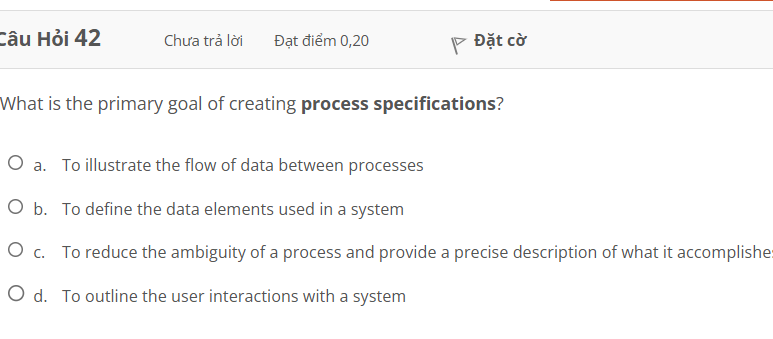 Câu Hỏi 42
Chưa trả lời
Đạt điểm 0,20
Đặt cờ
What is the primary goal of creating process specifications?
a. To illustrate the flow of data between processes
b. To define the data elements used in a system
c. To reduce the ambiguity of a process and provide a precise description of what it accomplishes
d. To outline the user interactions with a system